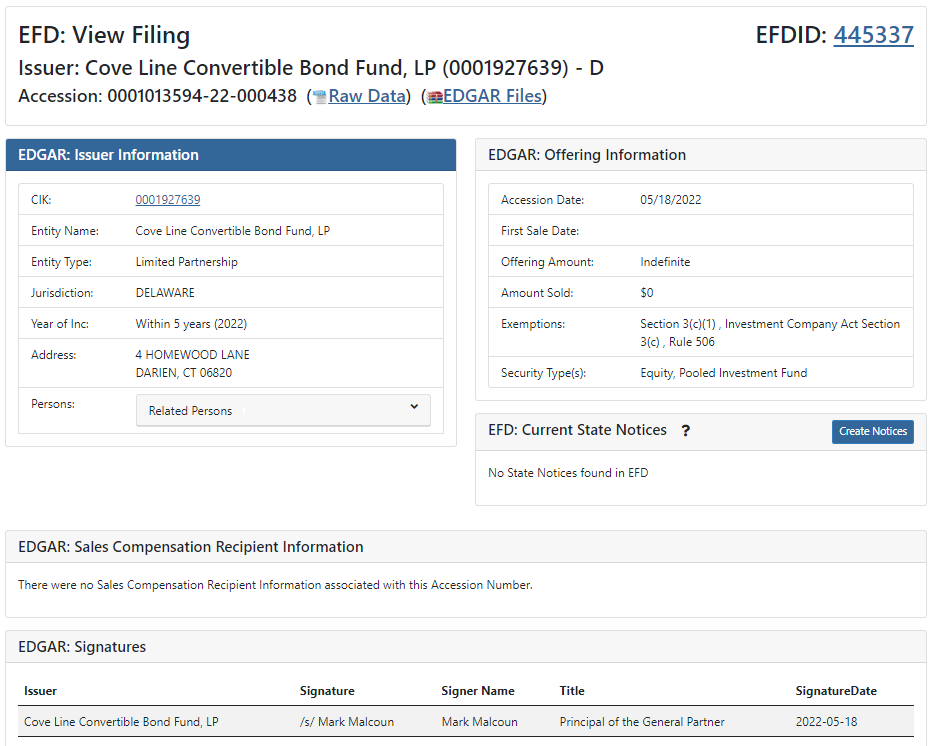 EFD: View Filing
EFDID: 445337
Issuer: Cove Line Convertible Bond Fund, LP (0001927639) - D
Accession: 0001013594-22-000438 (Raw Data) (EDGAR Files)
EDGAR: Issuer Information
CIK: 0001927639
Entity Name: Cove Line Convertible Bond Fund, LP
Entity Type: Limited Partnership
Jurisdiction: DELAWARE
Year of Inc: Within 5 years (2022)
Address: 4 HOMEWOOD LANE
DARIEN, CT 06820
Persons: Related Persons
EDGAR: Offering Information
Accession Date: 05/18/2022
First Sale Date:
Offering Amount: Indefinite
Amount Sold: $0
Exemptions: Section 3(c)(1) , Investment Company Act Section
3(c) , Rule 506
Security Type(s): Equity, Pooled Investment Fund
EFD: Current State Notices ?
Create Notices
No State Notices found in EFD
EDGAR: Sales Compensation Recipient Information
There were no Sales Compensation Recipient Information associated with this Accession Number.
EDGAR: Signatures
Issuer Signature Signer Name Title SignatureDate
Cove Line Convertible Bond Fund, LP /s/ Mark Malcoun Mark Malcoun Principal of the General Partner 2022-05-18